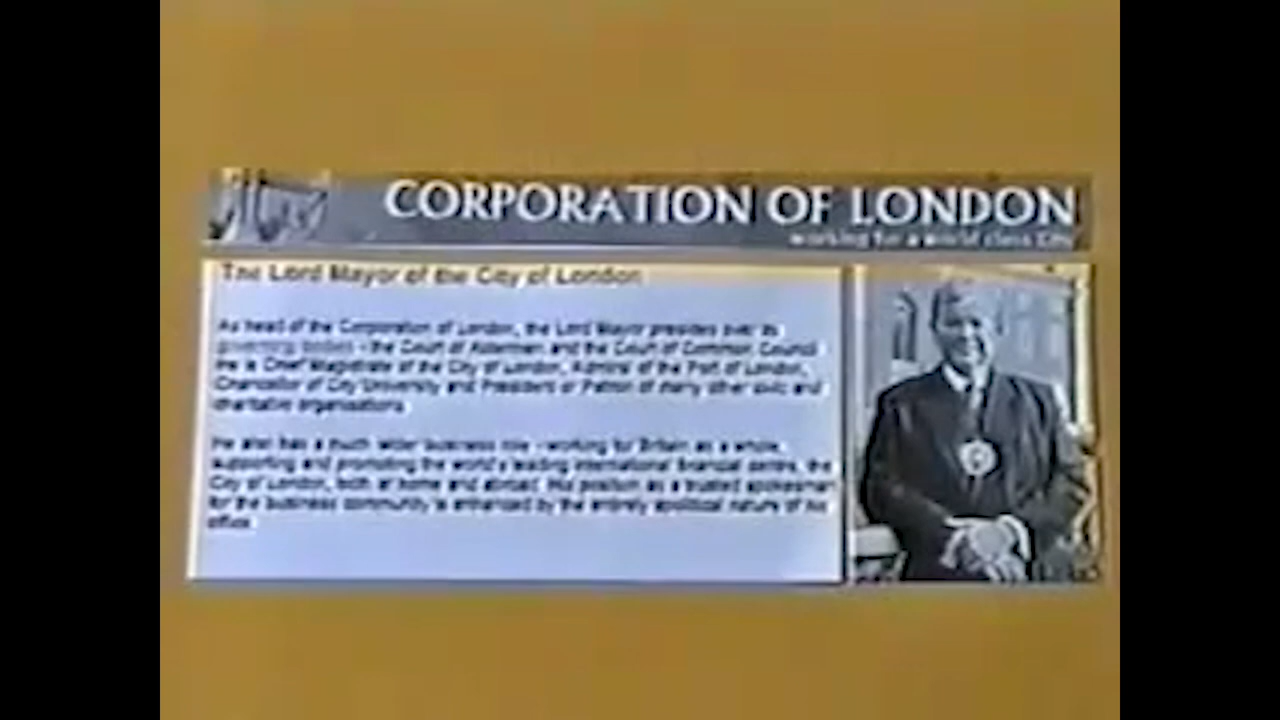 CORPORATION OF LONDON
working for a world class City
The Lord Mayor of the City of London
As head of the Corporation of London, the Lord Mayor presides over its
governing bodies - the Court of Aldermen and the Court of Common Council
He is Chief Magistrate of the City of London, Admiral of the Port of London,
Chancellor of City University and President or Patron of many other civic and
charitable organisations.
He also has a much wider business role - working for Britain as a whole,
supporting and promoting the world's leading international financial centre, the
City of London, both at home and abroad. His position as a trusted spokesman
for the business community is enhanced by the entirely apolitical nature of his
office.